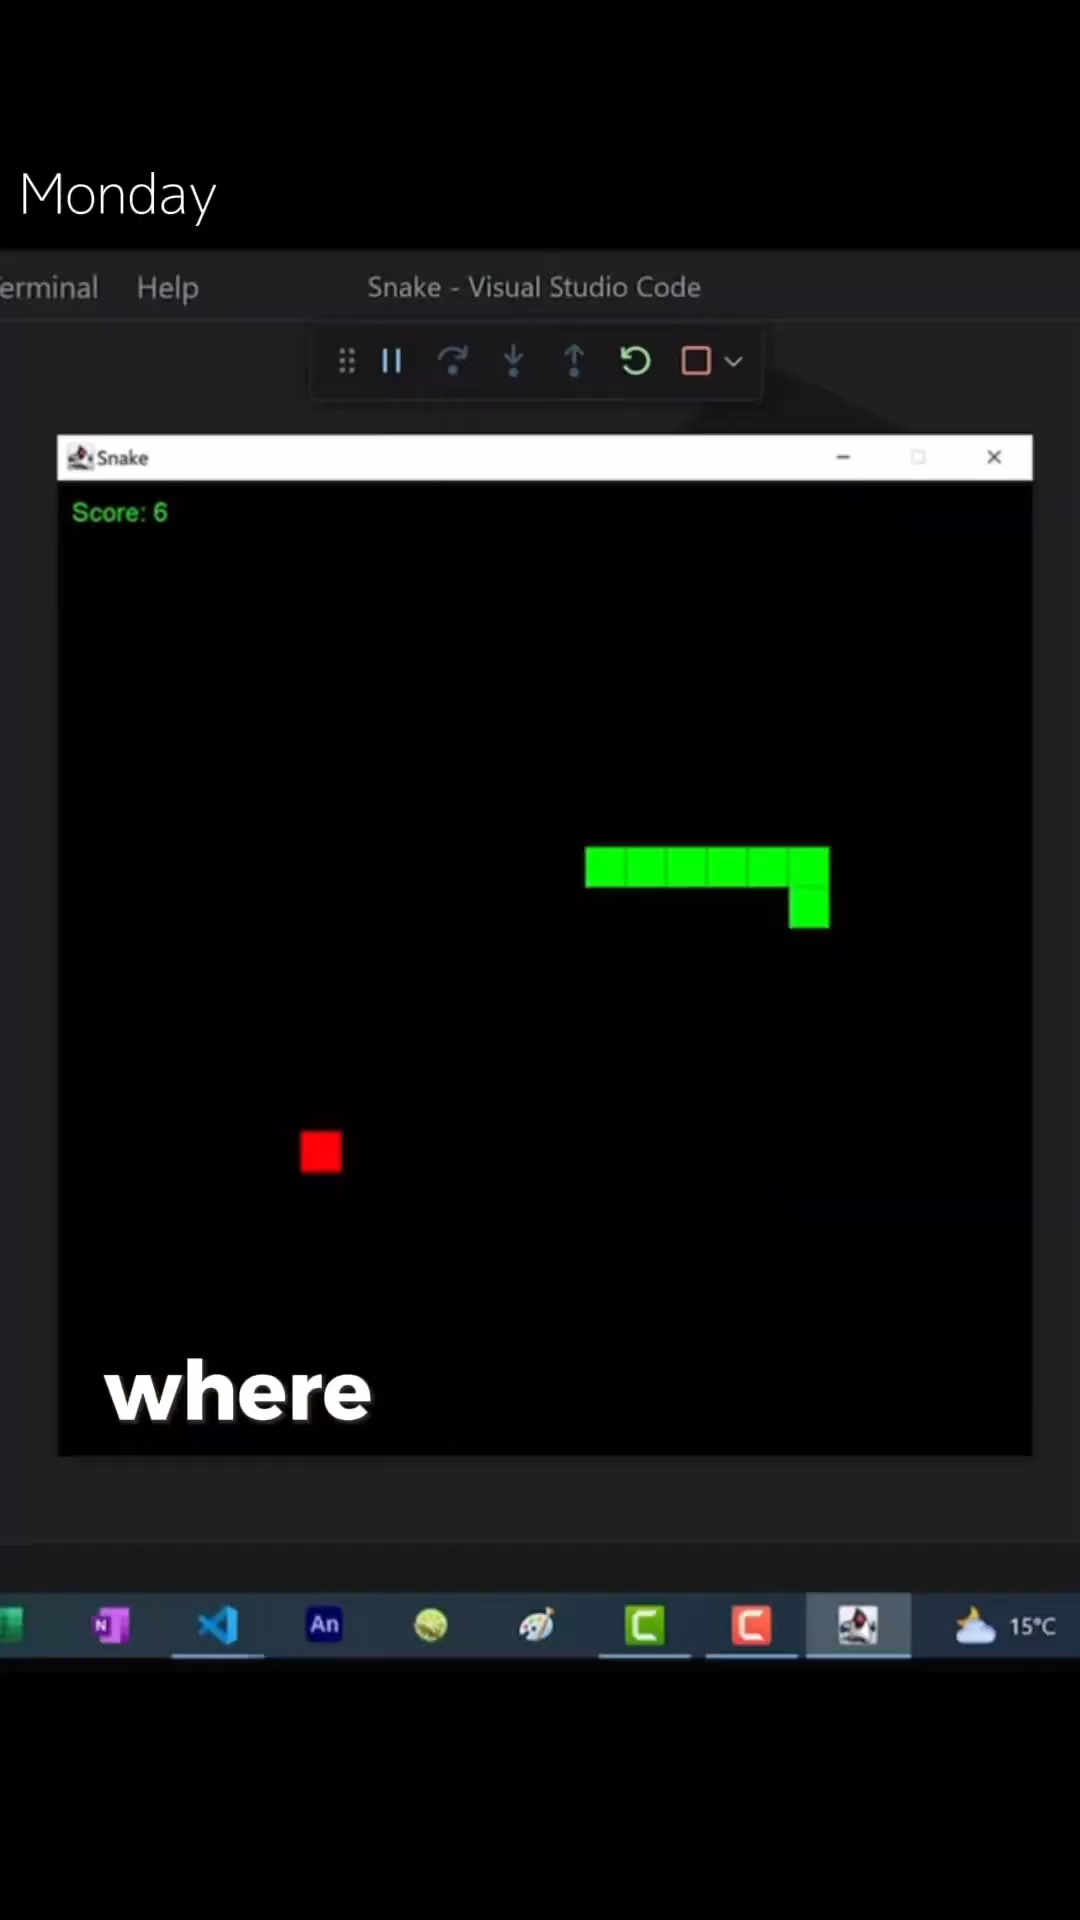 Monday
erminal Help Snake - Visual Studio Code
Snake
Score: 6
where
N An C C 15°C